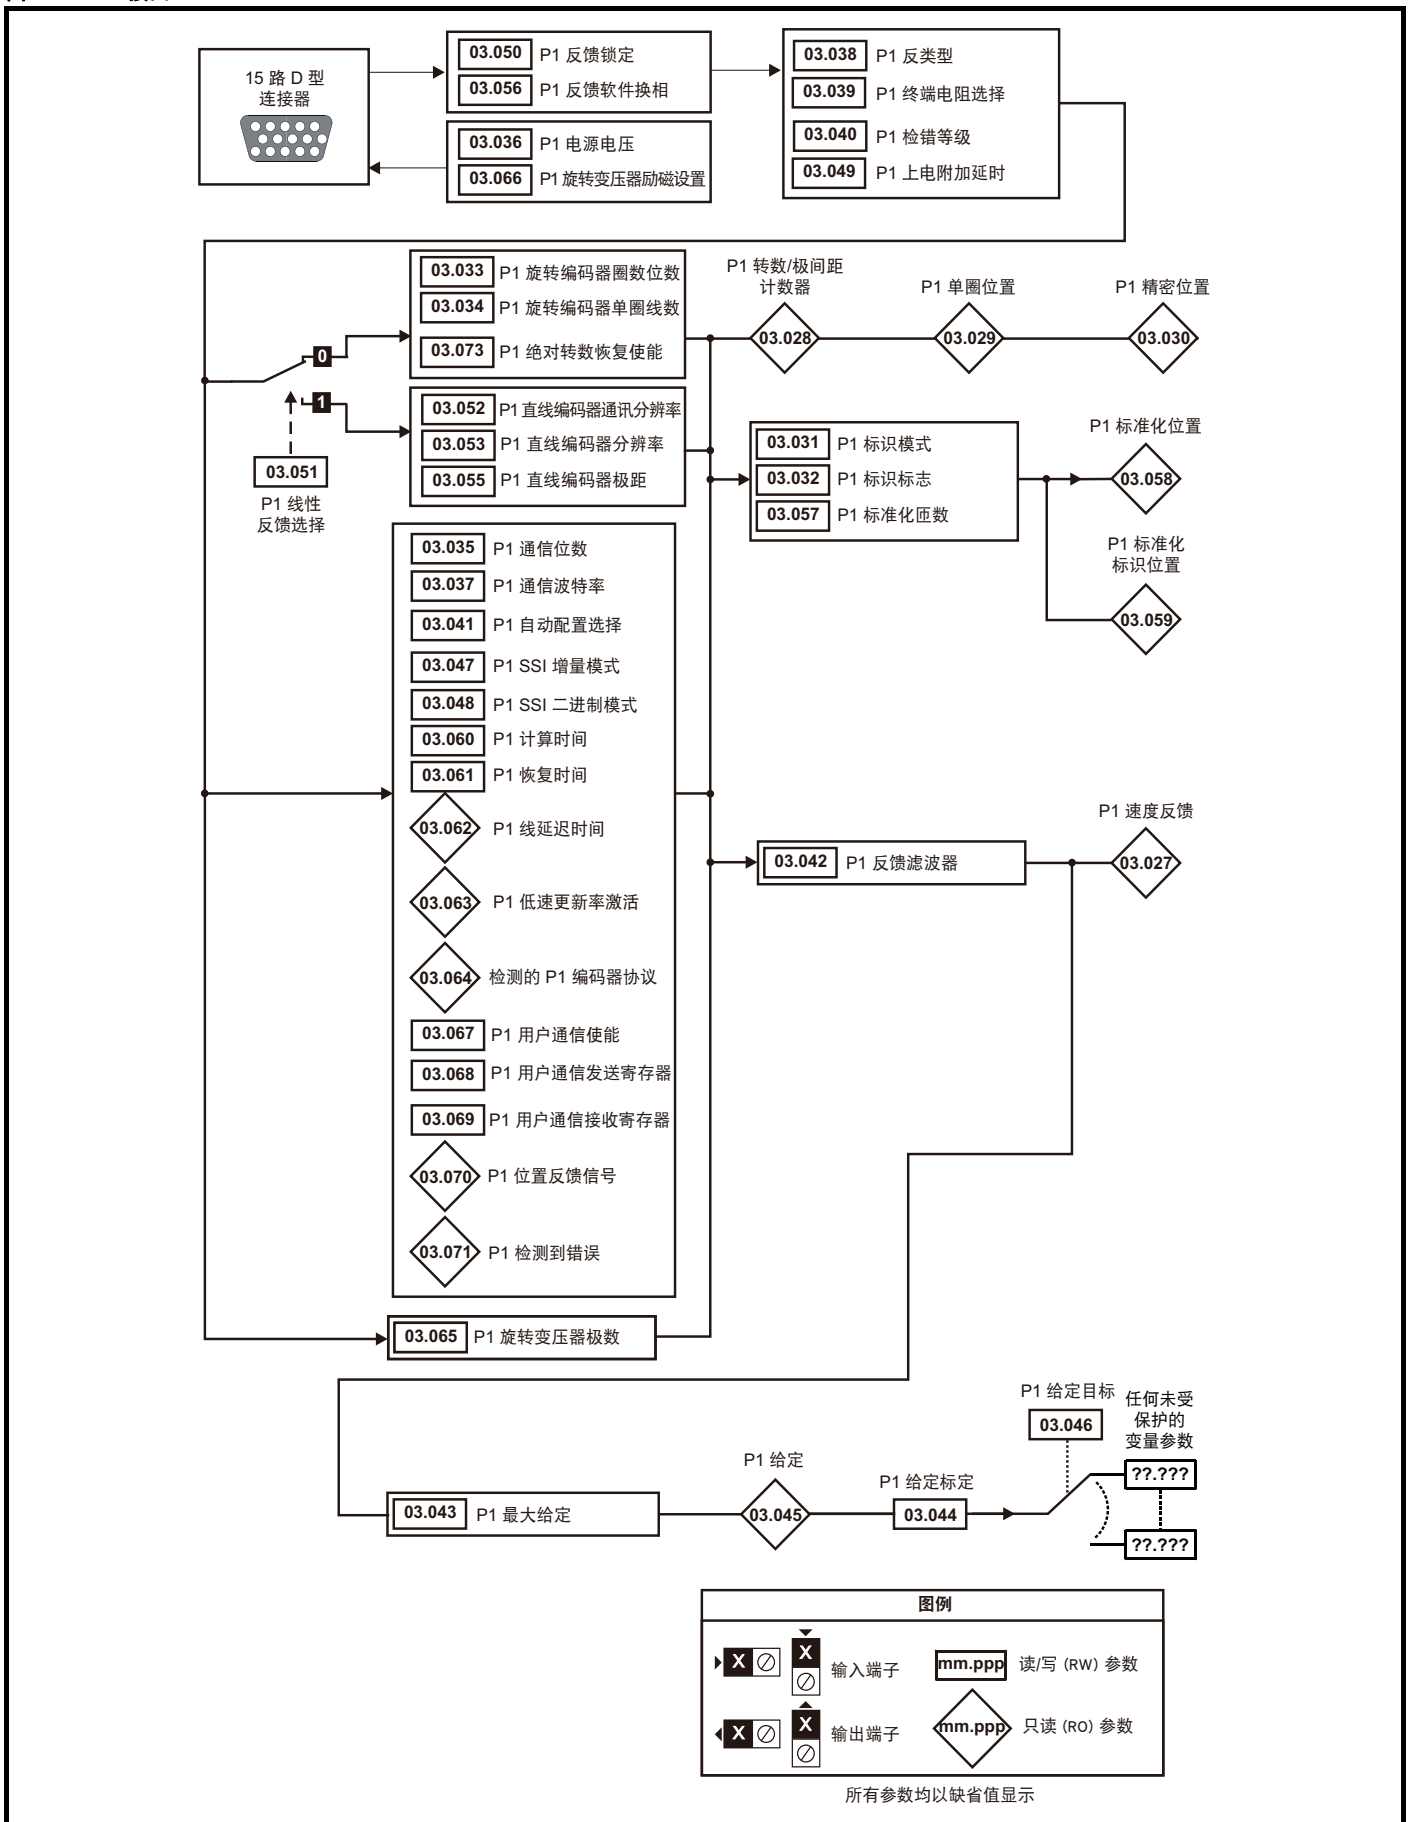 15 路 D 型
连接器
03.050 P1 反馈锁定
03.056 P1 反馈软件换相
03.036 P1 电源电压
03.066 P1 旋转变压器励磁设置
03.038 P1 反类型
03.039 P1 终端电阻选择
03.040 P1 检错等级
03.049 P1 上电附加延时
03.033 P1 旋转编码器圈数位数
03.034 P1 旋转编码器单圈线数
03.073 P1 绝对转数恢复使能
0
1
03.051
P1 线性
反馈选择
03.052 P1 直线编码器通讯分辨率
03.053 P1 直线编码器分辨率
03.055 P1 直线编码器极距
P1 转数/极间距
计数器
03.028
P1 单圈位置
03.029
P1 精密位置
03.030
03.031 P1 标识模式
03.032 P1 标识标志
03.057 P1 标准化匝数
P1 标准化位置
03.058
P1 标准化
标识位置
03.059
03.035 P1 通信位数
03.037 P1 通信波特率
03.041 P1 自动配置选择
03.047 P1 SSI 增量模式
03.048 P1 SSI 二进制模式
03.060 P1 计算时间
03.061 P1 恢复时间
03.062 P1 线延迟时间
03.063 P1 低速更新率激活
03.064 检测的 P1 编码器协议
03.067 P1 用户通信使能
03.068 P1 用户通信发送寄存器
03.069 P1 用户通信接收寄存器
03.070 P1 位置反馈信号
03.071 P1 检测到错误
03.042 P1 反馈滤波器
P1 速度反馈
03.027
03.065 P1 旋转变压器极数
03.043 P1 最大给定
P1 给定
03.045
P1 给定标定
03.044
P1 给定目标
03.046
任何未受
保护的
变量参数
??.???
??.???
图例
X X 输入端子
mm.ppp 读/写 (RW) 参数
X X 输出端子
mm.ppp 只读 (RO) 参数
所有参数均以缺省值显示